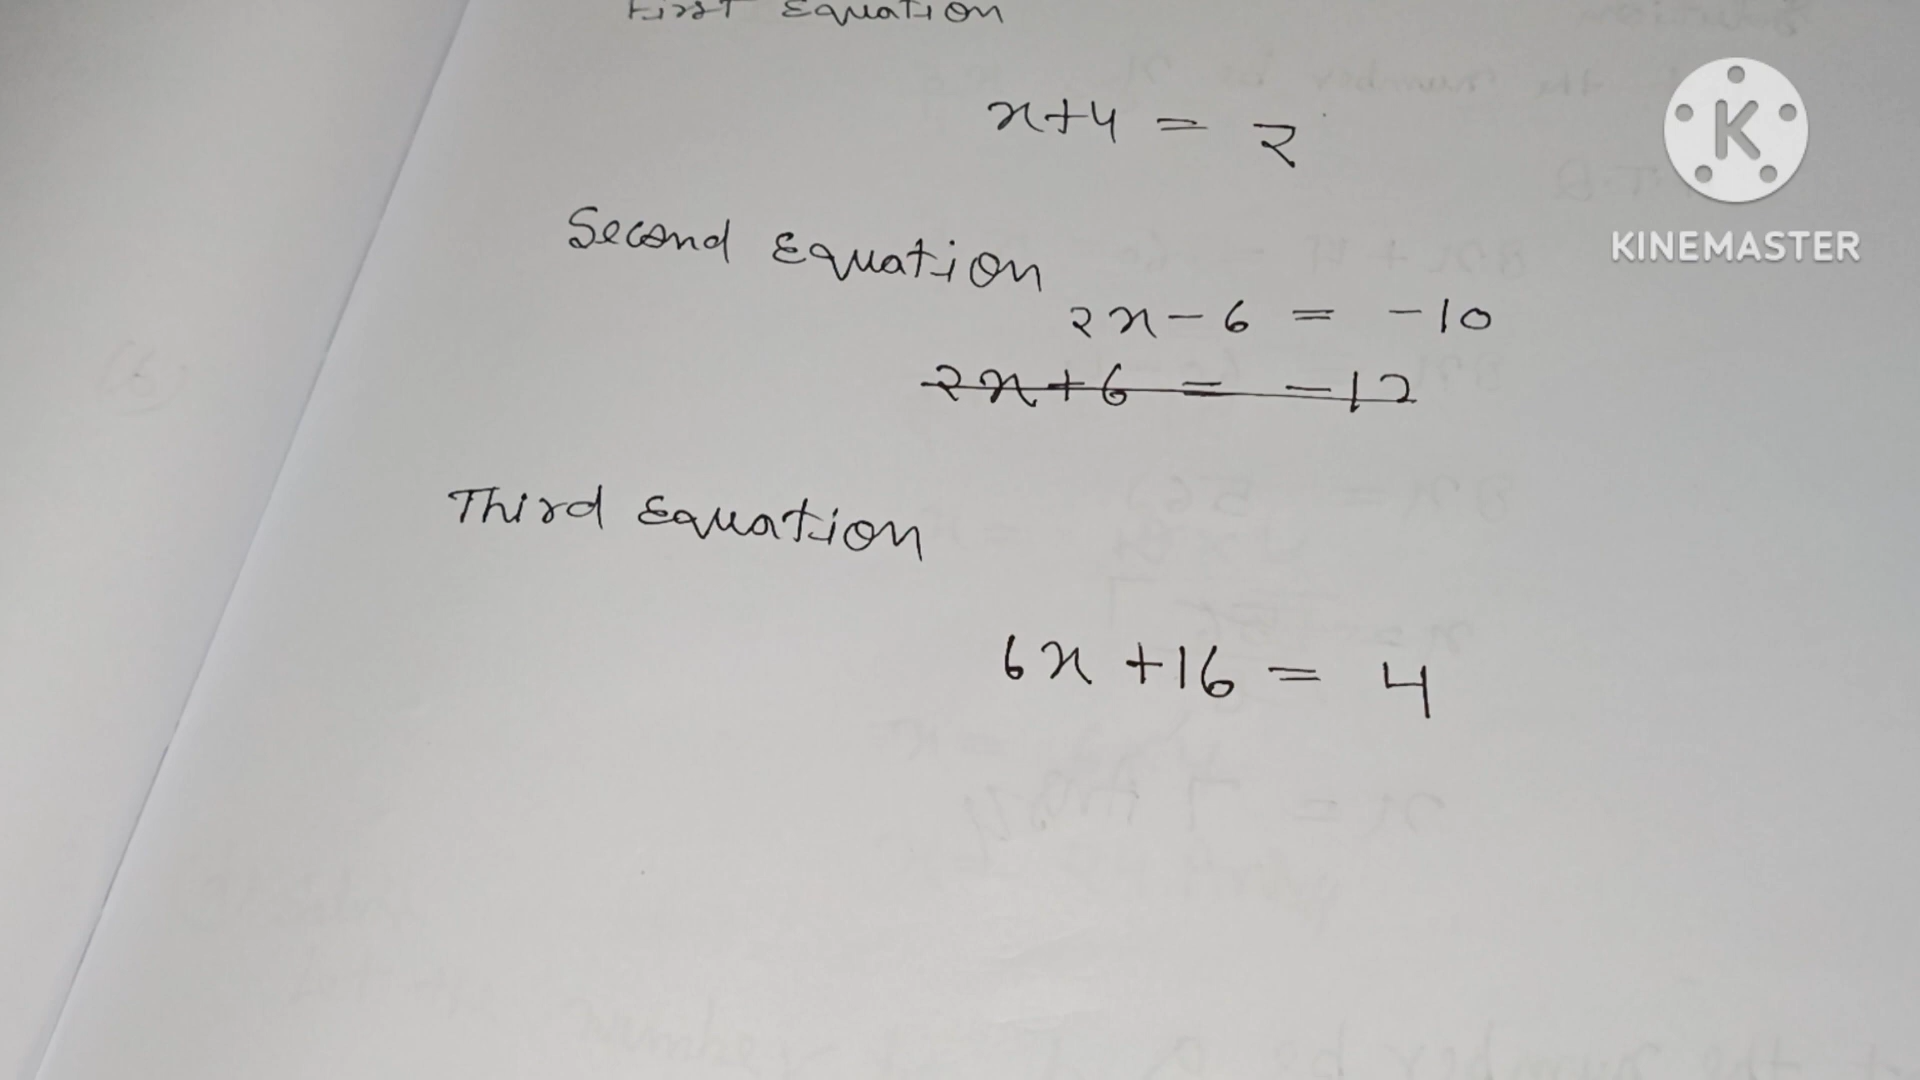 First Equation
x+4 = 2
Second Equation
2x-6 = -10
2x+6 = -12
Third Equation
6x +16 = 4
KINEMASTER